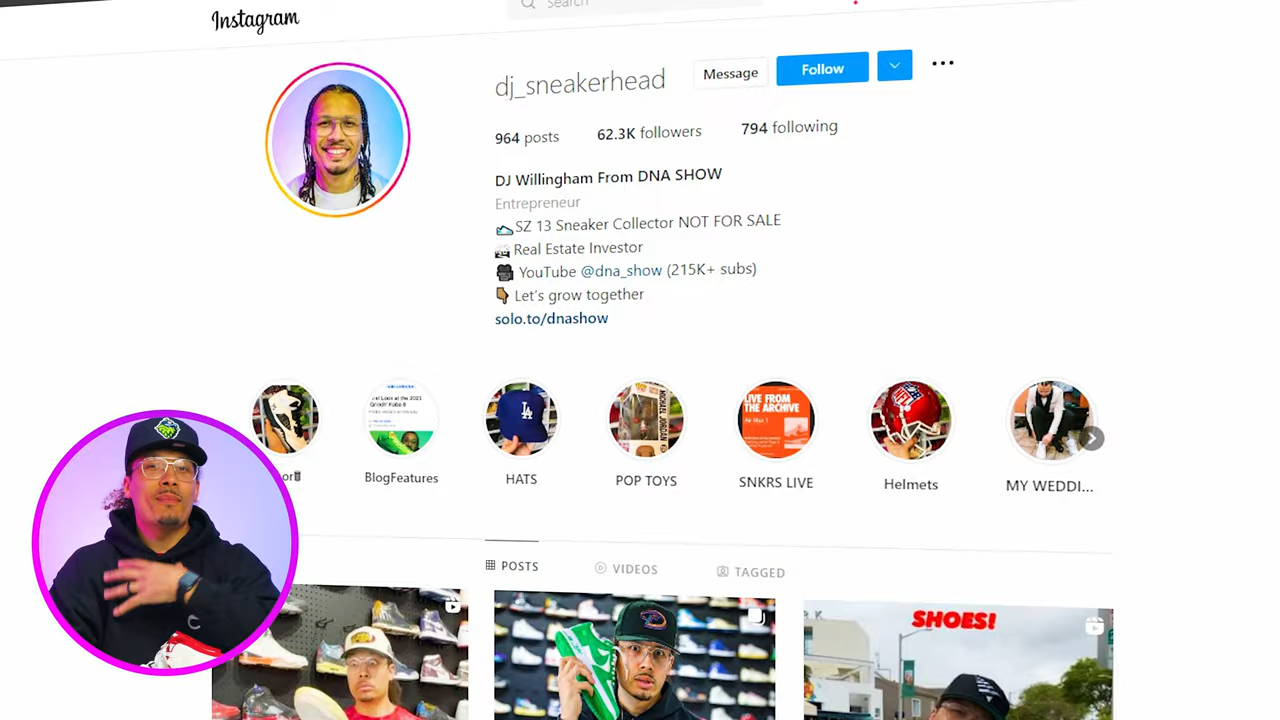 Instagram
Search
dj_sneakerhead
Message
Follow
964 posts
62.3K followers
794 following
DJ Willingham From DNA SHOW
Entrepreneur
SZ 13 Sneaker Collector NOT FOR SALE
Real Estate Investor
YouTube @dna_show (215K+ subs)
Let's grow together
solo.to/dnashow
BlogFeatures
HATS
POP TOYS
SNKRS LIVE
Helmets
MY WEDDI...
LIVE FROM
THE ARCHIVE
POSTS
VIDEOS
TAGGED
SHOES!